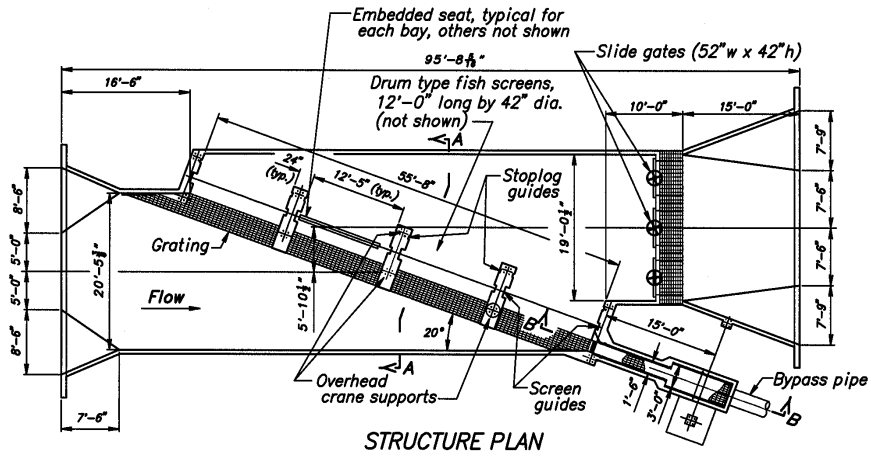 Embedded seat, typical for
each bay, others not shown
Slide gates (52"w x 42"h)
95'-8 5/16"
16'-6"
Drum type fish screens,
12'-0" long by 42" dia.
(not shown)
10'-0"
15'-0"
A
24"
(typ.)
55'-8"
12'-5" (typ.)
Stoplog
guides
7'-9"
8'-6"
5'-0"
5'-0"
8'-6"
20'-5 3/4"
Grating
Flow
5'-10 1/2"
19'-0 1/2"
7'-6"
7'-6"
7'-9"
20°
B
15'-0"
A
Overhead
crane supports
Screen
guides
1'-6"
3'-0"
Bypass pipe
B
7'-6"
STRUCTURE PLAN